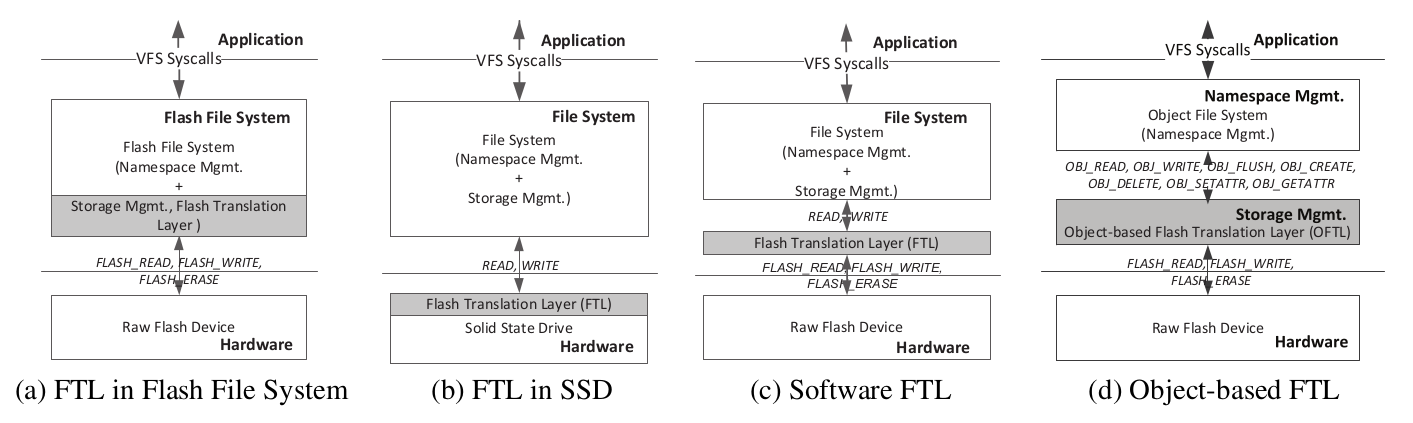 Application
VFS Syscalls
Flash File System
Flash File System
(Namespace Mgmt.
+
Storage Mgmt., Flash Translation
Layer )
FLASH_READ, FLASH_WRITE,
FLASH_ERASE
Raw Flash Device
Hardware
(a) FTL in Flash File System
Application
VFS Syscalls
File System
File System
(Namespace Mgmt.
+
Storage Mgmt.)
READ, WRITE
Flash Translation Layer (FTL)
Solid State Drive
Hardware
(b) FTL in SSD
Application
VFS Syscalls
File System
File System
(Namespace Mgmt.
+
Storage Mgmt.)
READ, WRITE
Flash Translation Layer (FTL)
FLASH_READ, FLASH_WRITE,
FLASH_ERASE
Raw Flash Device
Hardware
(c) Software FTL
Application
VFS Syscalls
Namespace Mgmt.
Object File System
(Namespace Mgmt.)
OBJ_READ, OBJ_WRITE, OBJ_FLUSH, OBJ_CREATE,
OBJ_DELETE, OBJ_SETATTR, OBJ_GETATTR
Storage Mgmt.
Object-based Flash Translation Layer (OFTL)
FLASH_READ, FLASH_WRITE,
FLASH_ERASE
Raw Flash Device
Hardware
(d) Object-based FTL